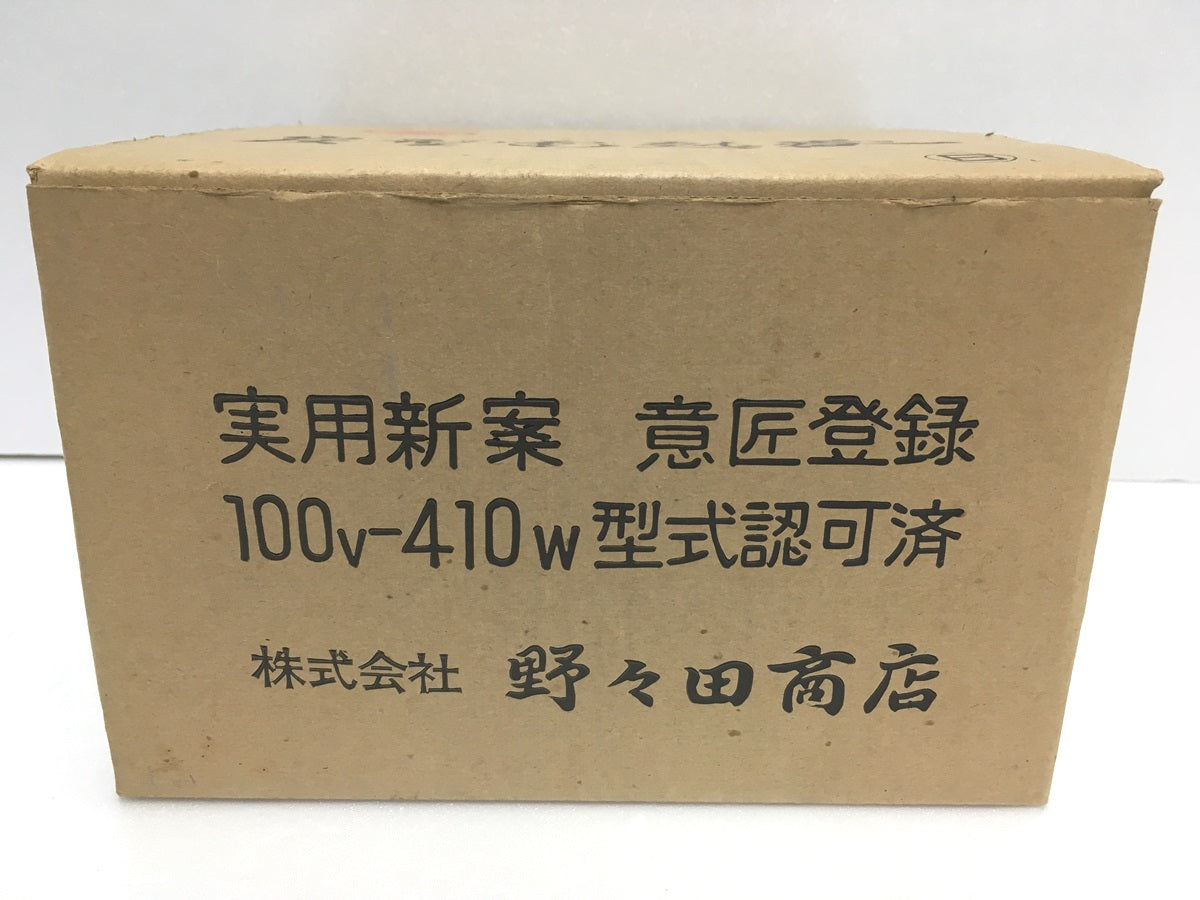 実用新案 意匠登録
100V-410W型式認可済
株式会社 野々田商店